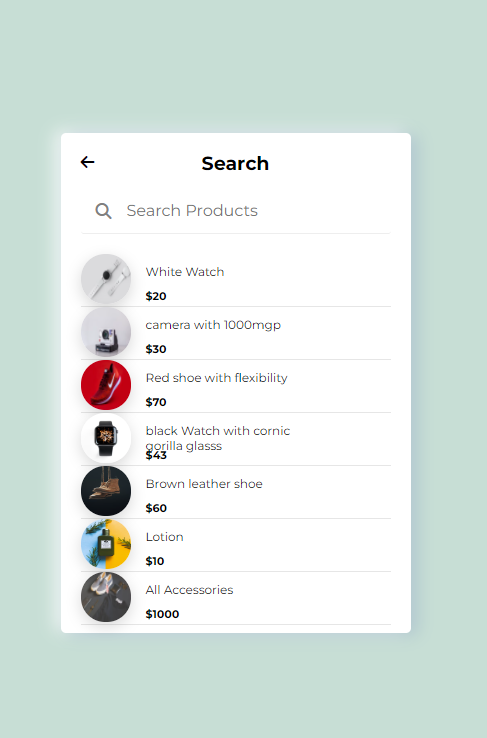 Search
Search Products
White Watch
$20
camera with 1000mgp
$30
Red shoe with flexibility
$70
black Watch with cornic
gorilla glasss
$43
Brown leather shoe
$60
Lotion
$10
All Accessories
$1000